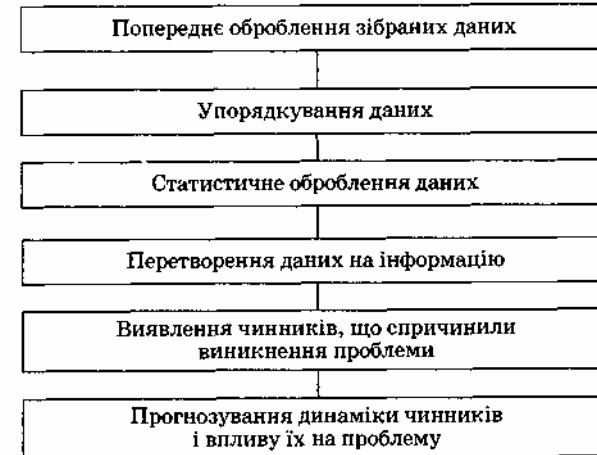 Попереднє оброблення зібраних даних
Упорядкування даних
Статистичне оброблення даних
Перетворення даних на інформацію
Виявлення чинників, що спричинили
виникнення проблеми
Прогнозування динаміки чинників
і впливу їх на проблему